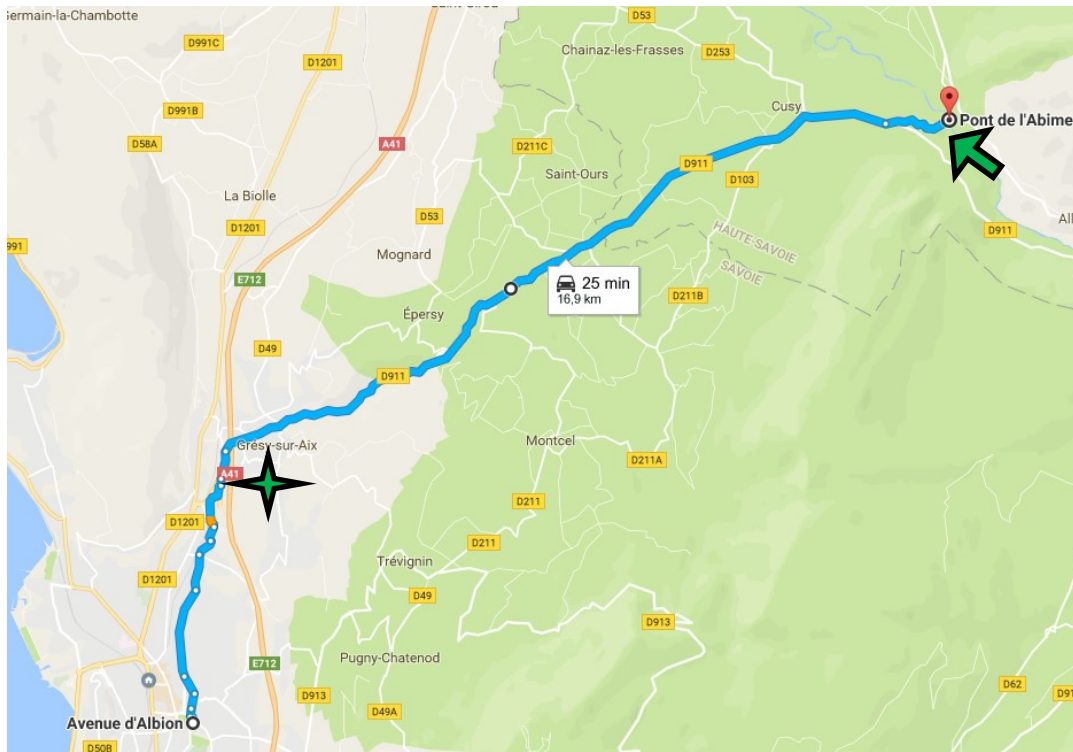 Germain-la-Chambotte
D991C
D1201
D53
Chainaz-les-Frasses
D253
D991B
Cusy
Pont de l'Abime
D58A
A41
D211C
D911
Saint-Ours
D103
La Biolle
D53
D1201
All
D911
991
Mognard
HAUTE-SAVOIE
SAVOIE
E712
25 min
16,9 km
D211B
Épersy
D49
D911
Grésy-sur-Aix
Montcel
D211A
A41
D211
D1201
D211
Trévignin
D1201
D49
D913
Pugny-Chatenod
E712
D913
D62
D91
D49A
Avenue d'Albion
D50B